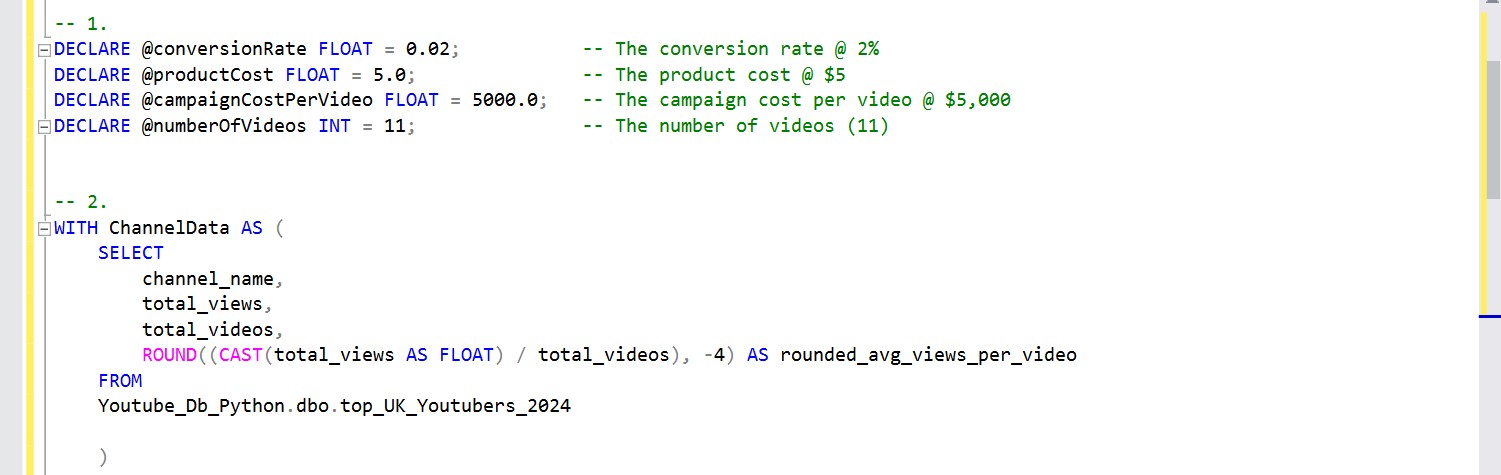 -- 1.
DECLARE @conversionRate FLOAT = 0.02;           -- The conversion rate @ 2%
DECLARE @productCost FLOAT = 5.0;               -- The product cost @ $5
DECLARE @campaignCostPerVideo FLOAT = 5000.0;   -- The campaign cost per video @ $5,000
DECLARE @numberOfVideos INT = 11;               -- The number of videos (11)
-- 2.
WITH ChannelData AS (
    SELECT
        channel_name,
        total_views,
        total_videos,
        ROUND((CAST(total_views AS FLOAT) / total_videos), -4) AS rounded_avg_views_per_video
    FROM
    Youtube_Db_Python.dbo.top_UK_Youtubers_2024
    )